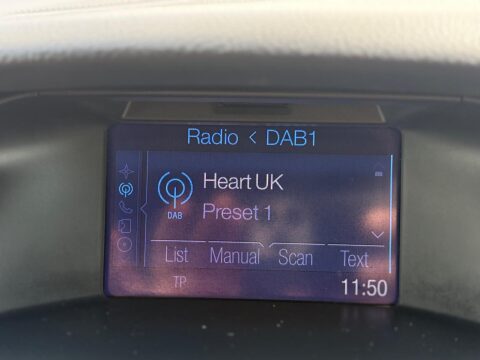 Radio < DAB1
Heart UK
DAB
Preset 1
List Manual Scan Text
TP
11:50